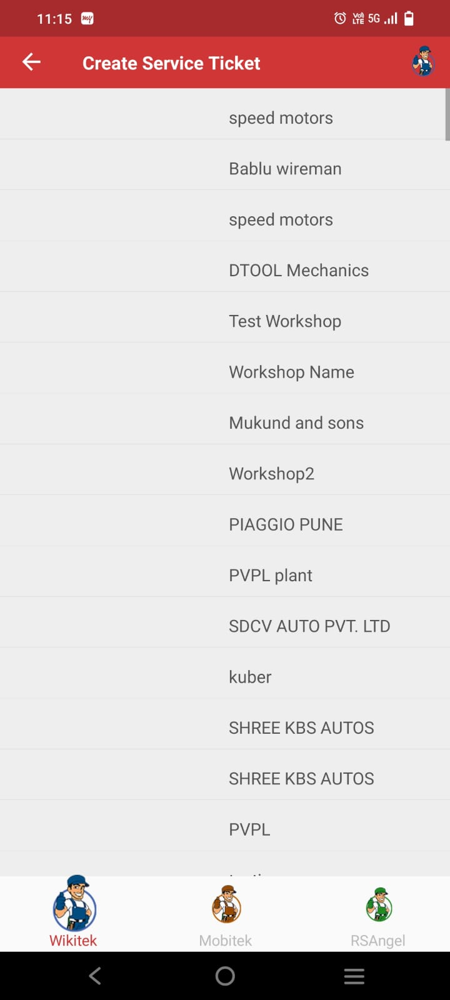 11:15 my VoLTE 5G
Create Service Ticket
speed motors
Bablu wireman
speed motors
DTOOL Mechanics
Test Workshop
Workshop Name
Mukund and sons
Workshop2
PIAGGIO PUNE
PVPL plant
SDCV AUTO PVT. LTD
kuber
SHREE KBS AUTOS
SHREE KBS AUTOS
PVPL
Wikitek Mobitek RSAngel